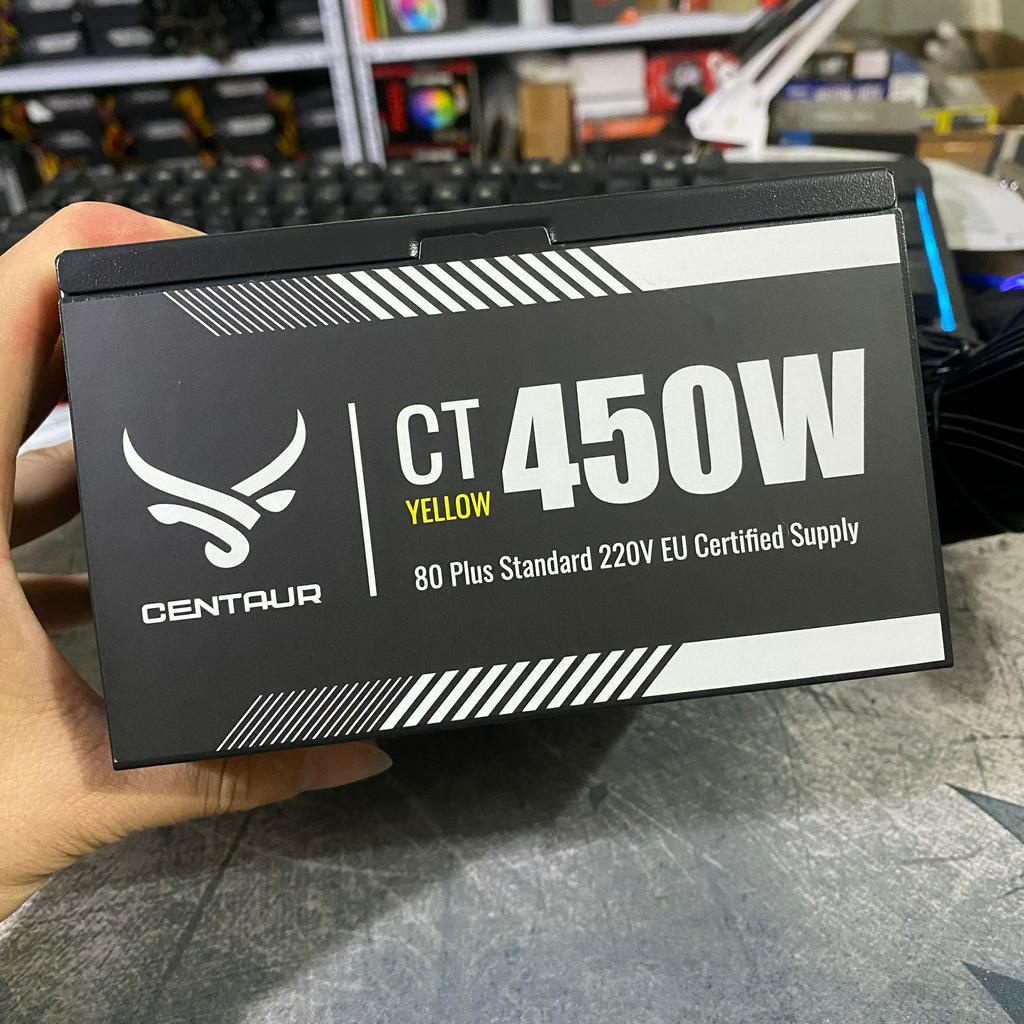 CT 450W
YELLOW
80 Plus Standard 220V EU Certified Supply
CENTAUR